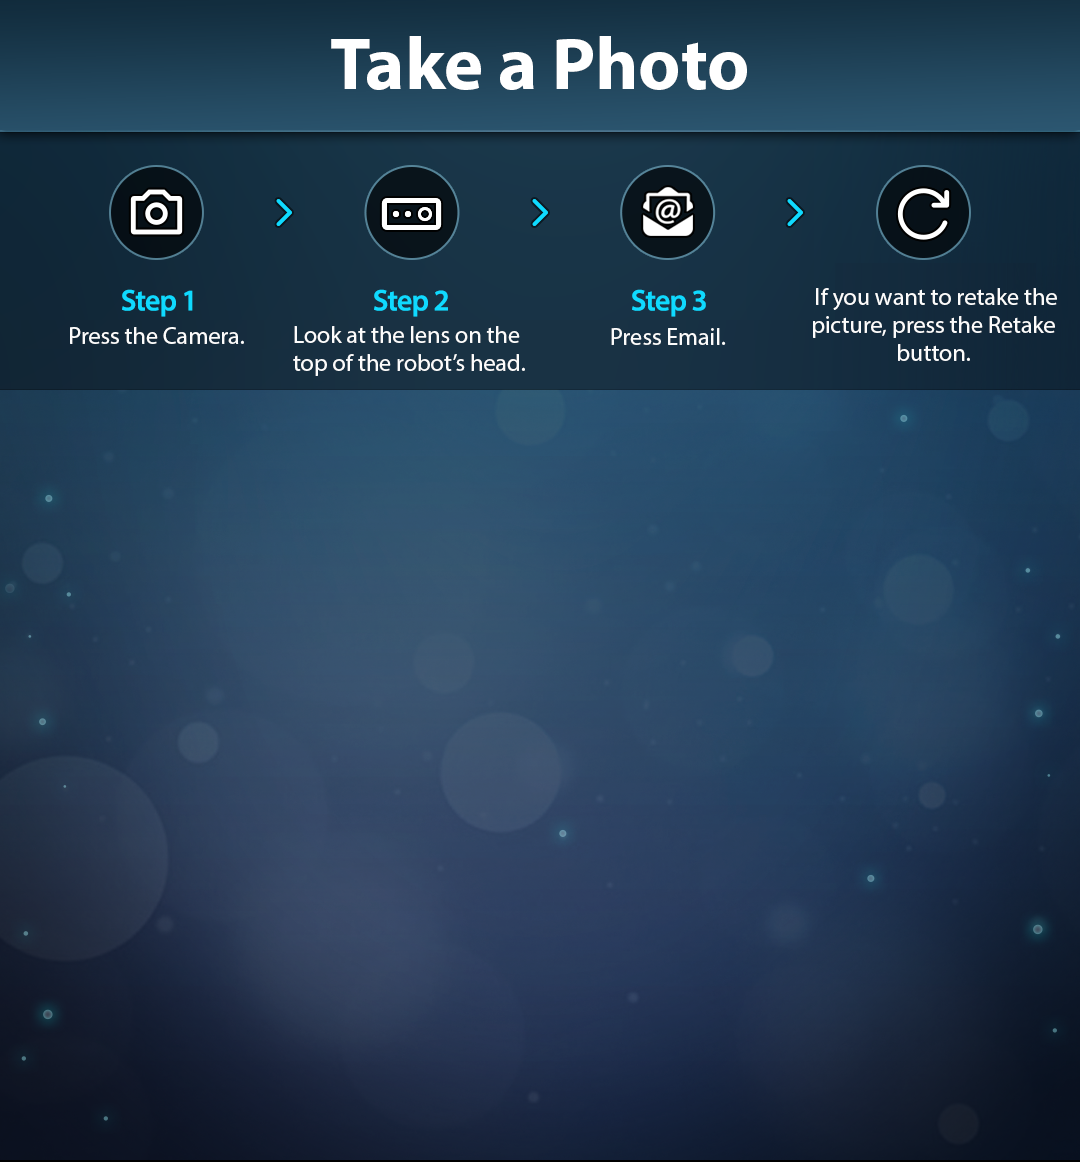 Take a Photo
Step 1
Press the Camera.
Step 2
Look at the lens on the
top of the robot’s head.
@
Step 3
Press Email.
If you want to retake the
picture, press the Retake
button.